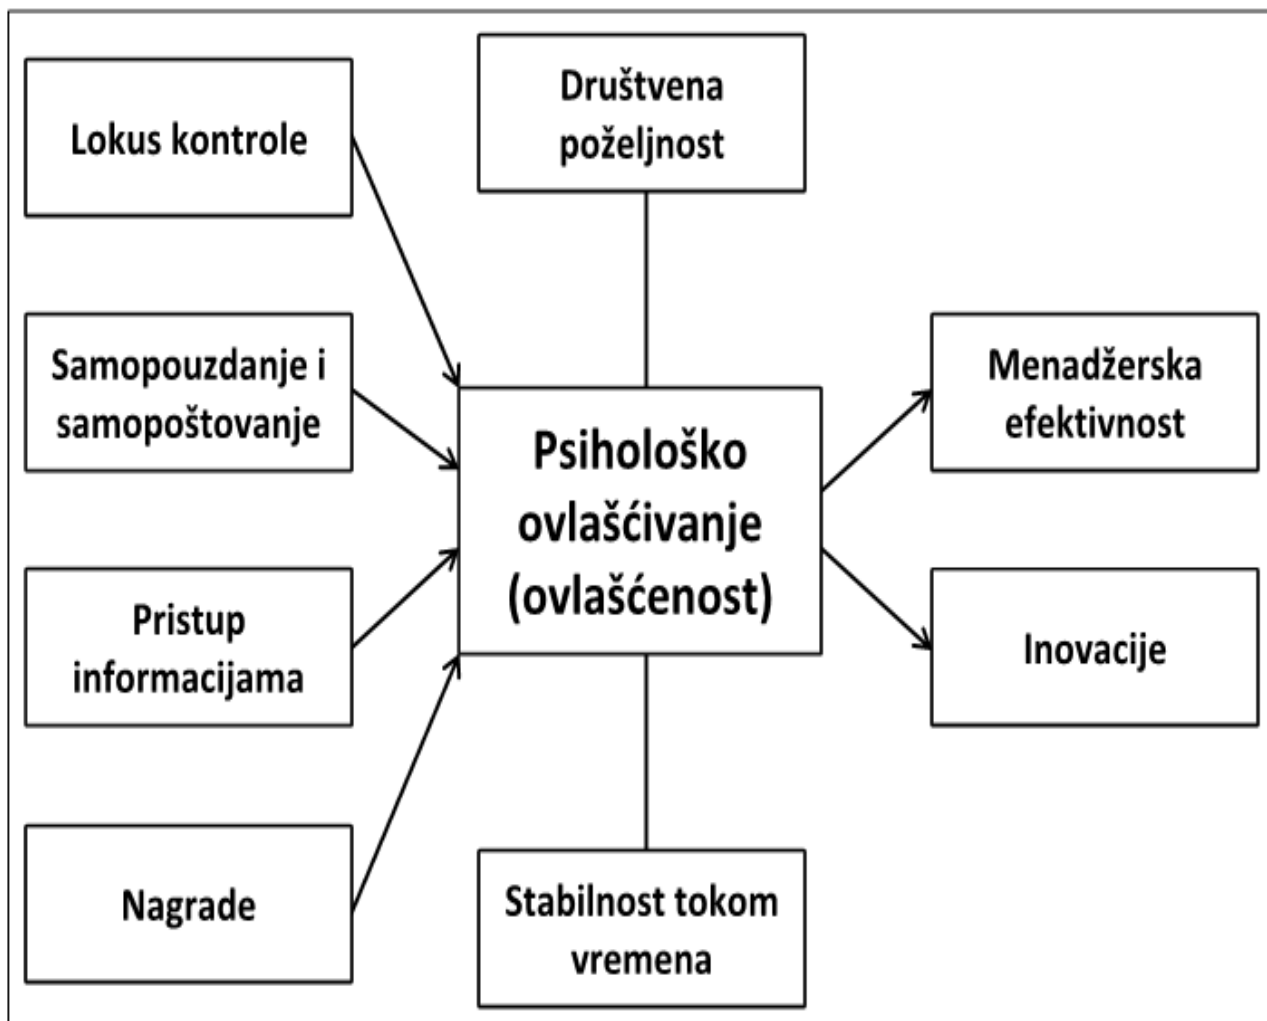 Lokus kontrole
Samopouzdanje i
samopoštovanje
Pristup
informacijama
Nagrade
Društvena
poželjnost
Psihološko
ovlašćivanje
(ovlašćenost)
Stabilnost tokom
vremena
Menadžerska
efektivnost
Inovacije